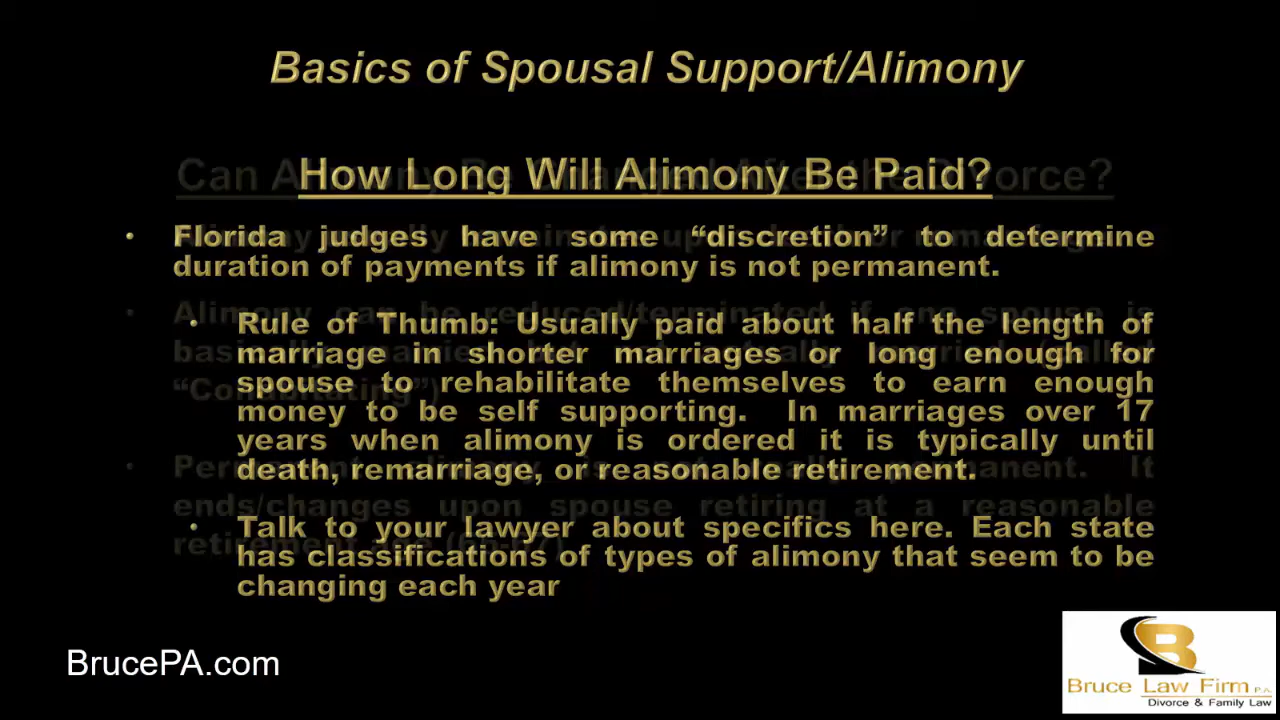 Basics of Spousal Support/Alimony
How Long Will Alimony Be Paid?
• Florida judges have some “discretion” to determine
duration of payments if alimony is not permanent.
• Rule of Thumb: Usually paid about half the length of
marriage in shorter marriages or long enough for
spouse to rehabilitate themselves to earn enough
money to be self supporting. In marriages over 17
years when alimony is ordered it is typically until
death, remarriage, or reasonable retirement.
• Talk to your lawyer about specifics here. Each state
has classifications of types of alimony that seem to be
changing each year
BrucePA.com
B
Bruce Law Firm P.A.
Divorce & Family Law